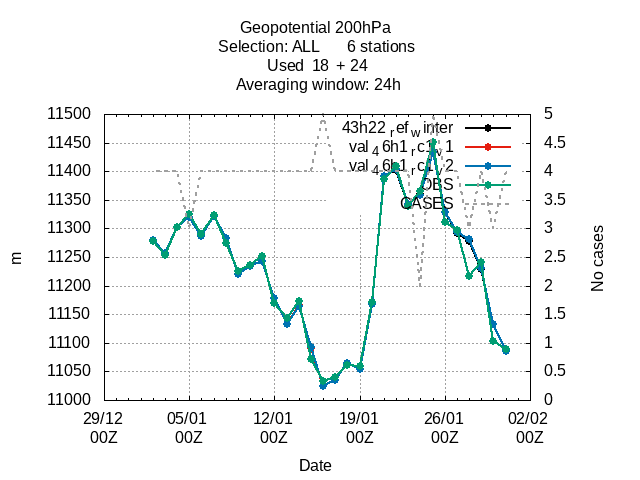 Geopotential 200hPa
Selection: ALL 6 stations
Used 18 + 24
Averaging window: 24h
11500
11450
11400
11350
11300
11250
11200
11150
11100
11050
11000
5
4.5
4
3.5
3
2.5
2
1.5
1
0.5
0
43h22_refw_inter
val_46h1_rc1_v1
val_46h1_rc1_v2
OBS
CASES
m
No cases
29/12 05/01 12/01 19/01 26/01 02/02
00Z 00Z 00Z 00Z 00Z 00Z
Date